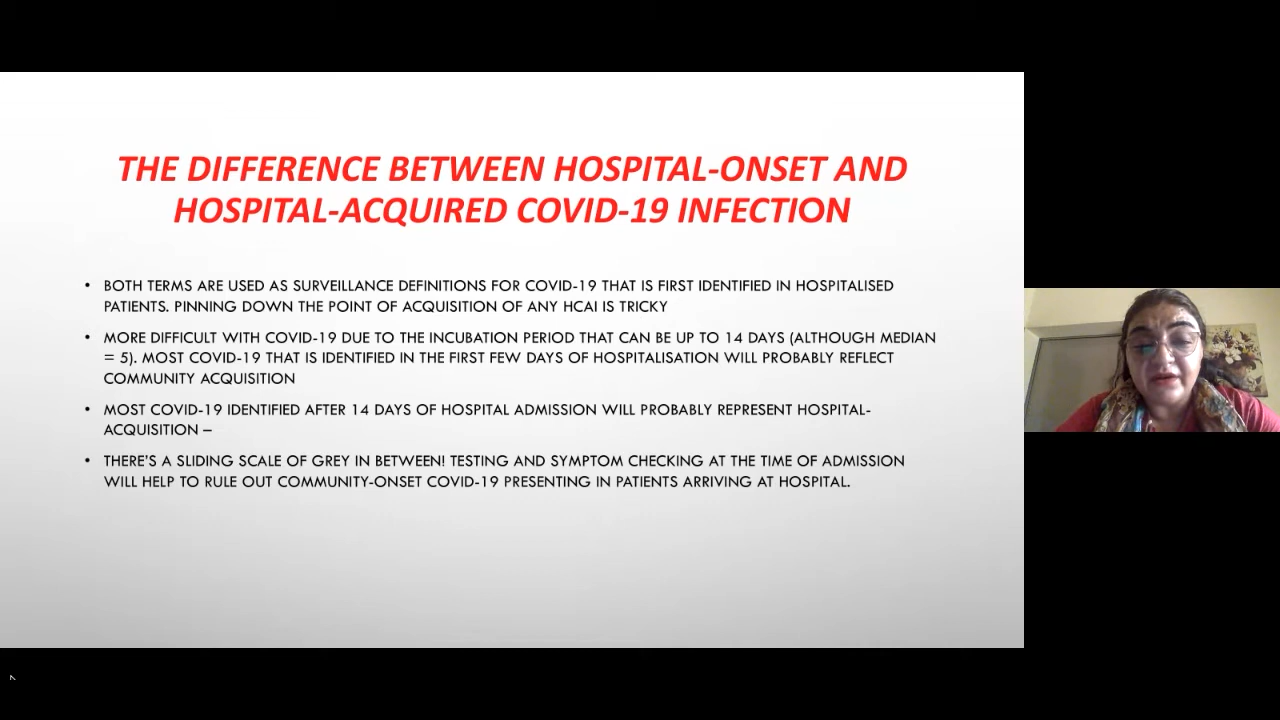 THE DIFFERENCE BETWEEN HOSPITAL-ONSET AND
HOSPITAL-ACQUIRED COVID-19 INFECTION
• BOTH TERMS ARE USED AS SURVEILLANCE DEFINITIONS FOR COVID-19 THAT IS FIRST IDENTIFIED IN HOSPITALISED
PATIENTS. PINNING DOWN THE POINT OF ACQUISITION OF ANY HCAI IS TRICKY
• MORE DIFFICULT WITH COVID-19 DUE TO THE INCUBATION PERIOD THAT CAN BE UP TO 14 DAYS (ALTHOUGH MEDIAN
= 5). MOST COVID-19 THAT IS IDENTIFIED IN THE FIRST FEW DAYS OF HOSPITALISATION WILL PROBABLY REFLECT
COMMUNITY ACQUISITION
• MOST COVID-19 IDENTIFIED AFTER 14 DAYS OF HOSPITAL ADMISSION WILL PROBABLY REPRESENT HOSPITAL-
ACQUISITION –
• THERE'S A SLIDING SCALE OF GREY IN BETWEEN! TESTING AND SYMPTOM CHECKING AT THE TIME OF ADMISSION
WILL HELP TO RULE OUT COMMUNITY-ONSET COVID-19 PRESENTING IN PATIENTS ARRIVING AT HOSPITAL.